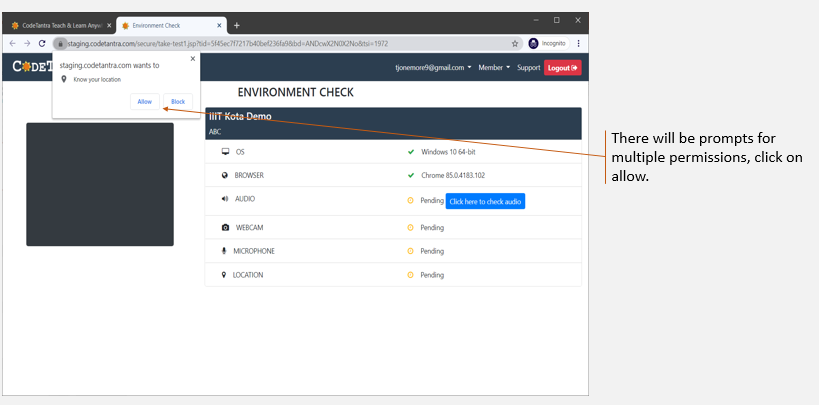 CodeTantra Teach & Learn Anywh
Environment Check
staging.codetantra.com/secure/take-test1.jsp?tid=5f45ec7f7217b40bef236fa9&bd=ANDcwX2N0X2No&tsi=1972
Incognito
CODET
tjonemore9@gmail.com
Member
Support
Logout
staging.codetantra.com wants to
Know your location
Allow
Block
ENVIRONMENT CHECK
IIIT Kota Demo
ABC
OS
Windows 10 64-bit
BROWSER
Chrome 85.0.4183.102
AUDIO
Pending
Click here to check audio
WEBCAM
Pending
MICROPHONE
Pending
LOCATION
Pending
There will be prompts for
multiple permissions, click on
allow.